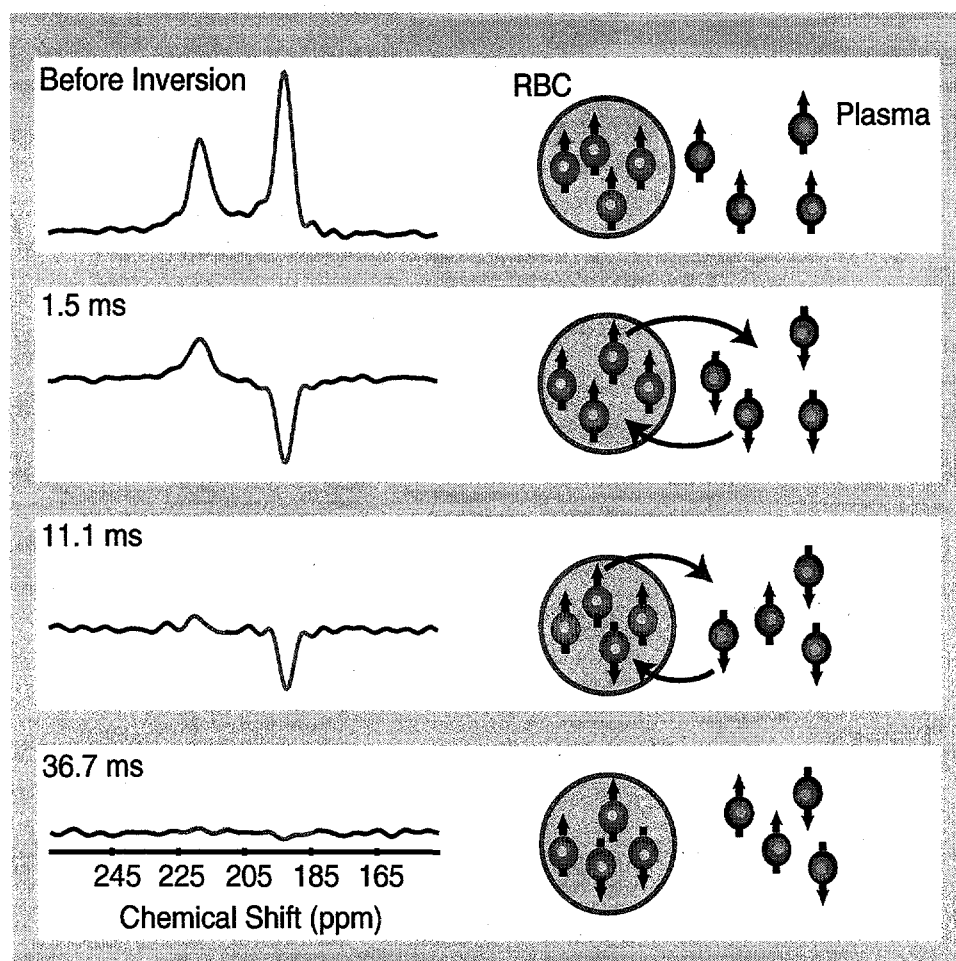 Before Inversion
RBC
Plasma
1.5 ms
11.1 ms
36.7 ms
245 225 205 185 165
Chemical Shift (ppm)